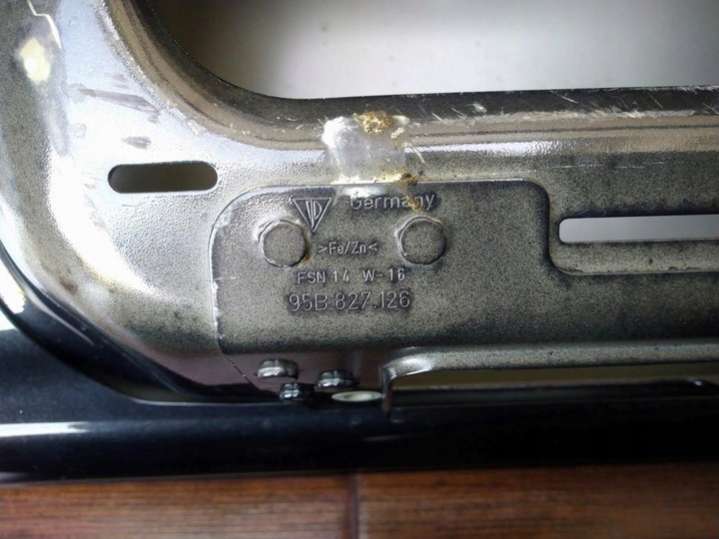 Germany
>Fe/Zn<
FSN 14 W-16
95B.827.126